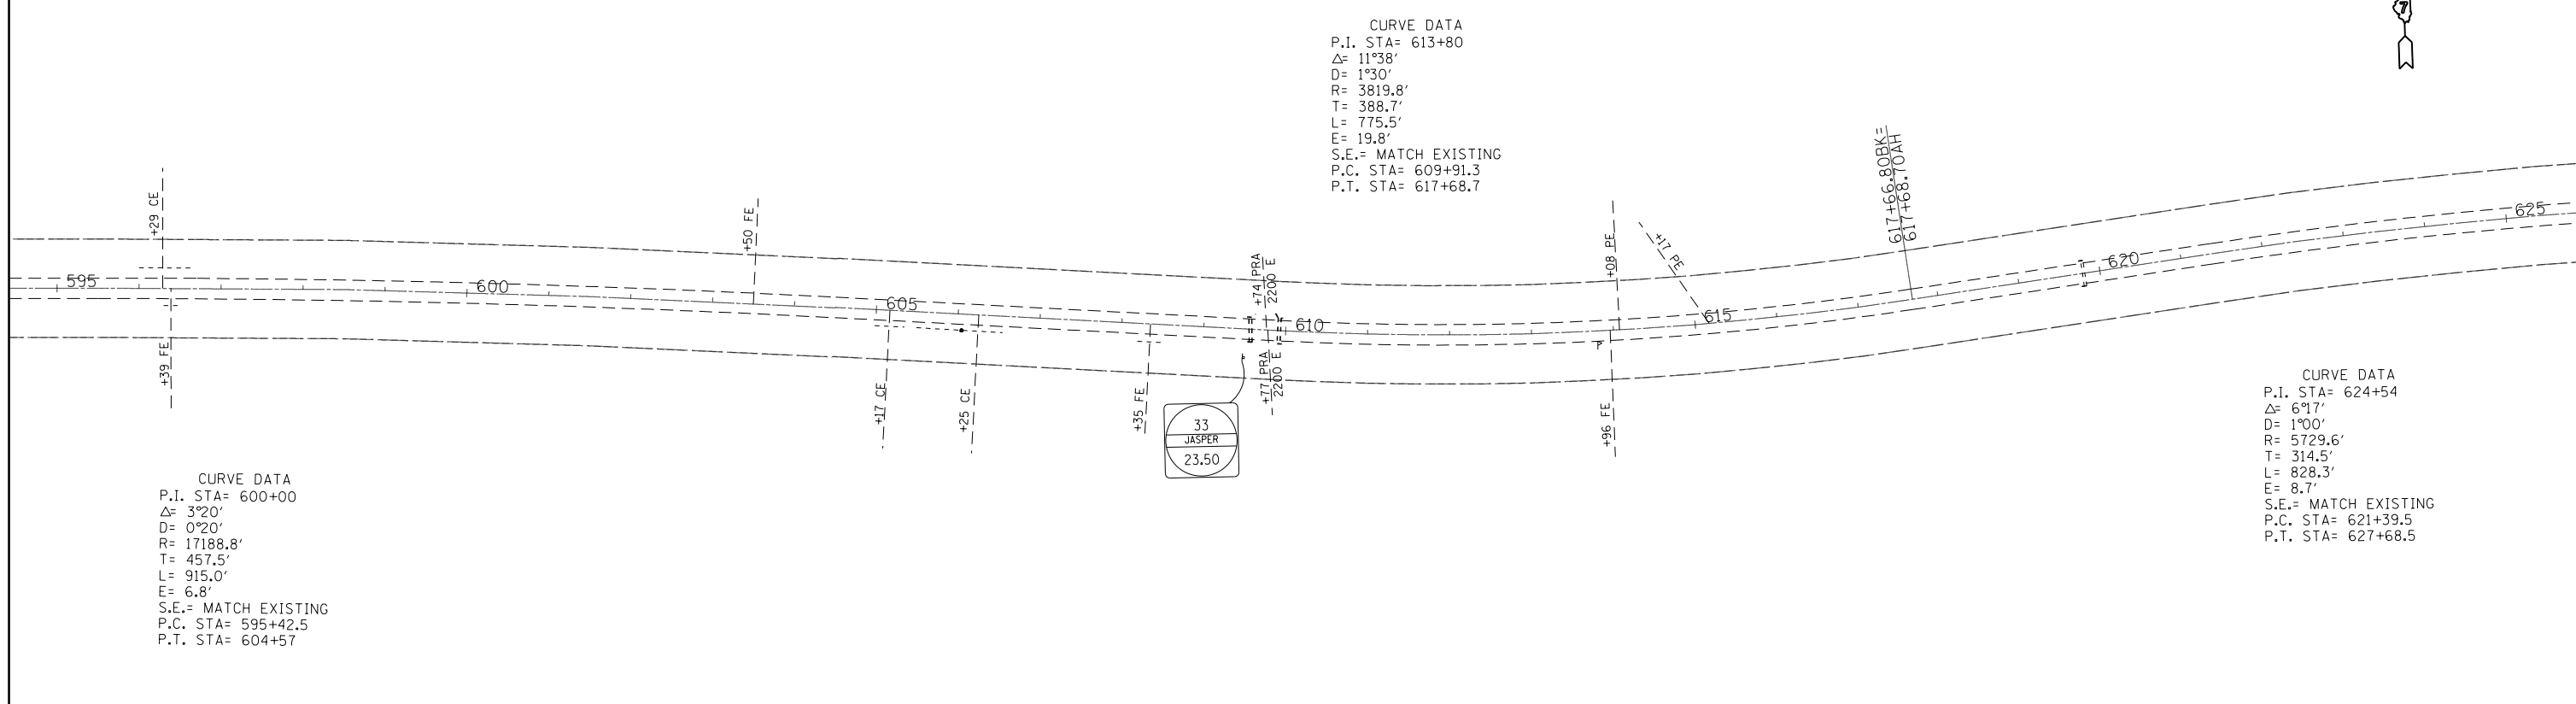 CURVE DATA
P.I. STA= 613+80
Δ= 11°38′
D= 1°30′
R= 3819.8′
T= 388.7′
L= 775.5′
E= 19.8′
S.E.= MATCH EXISTING
P.C. STA= 609+91.3
P.T. STA= 617+68.7
7
+29 CE
+39 FE
+50 FE
+17 CE
+25 CE
+35 FE
+74 PRA
2200 E
+77 PRA
2200 E
+08 PE
+96 FE
+17 PE
617+66.80BK=
617+68.70AH
595
600
605
610
615
620
625
33
JASPER
23.50
CURVE DATA
P.I. STA= 600+00
Δ= 3°20′
D= 0°20′
R= 17188.8′
T= 457.5′
L= 915.0′
E= 6.8′
S.E.= MATCH EXISTING
P.C. STA= 595+42.5
P.T. STA= 604+57
CURVE DATA
P.I. STA= 624+54
Δ= 6°17′
D= 1°00′
R= 5729.6′
T= 314.5′
L= 828.3′
E= 8.7′
S.E.= MATCH EXISTING
P.C. STA= 621+39.5
P.T. STA= 627+68.5